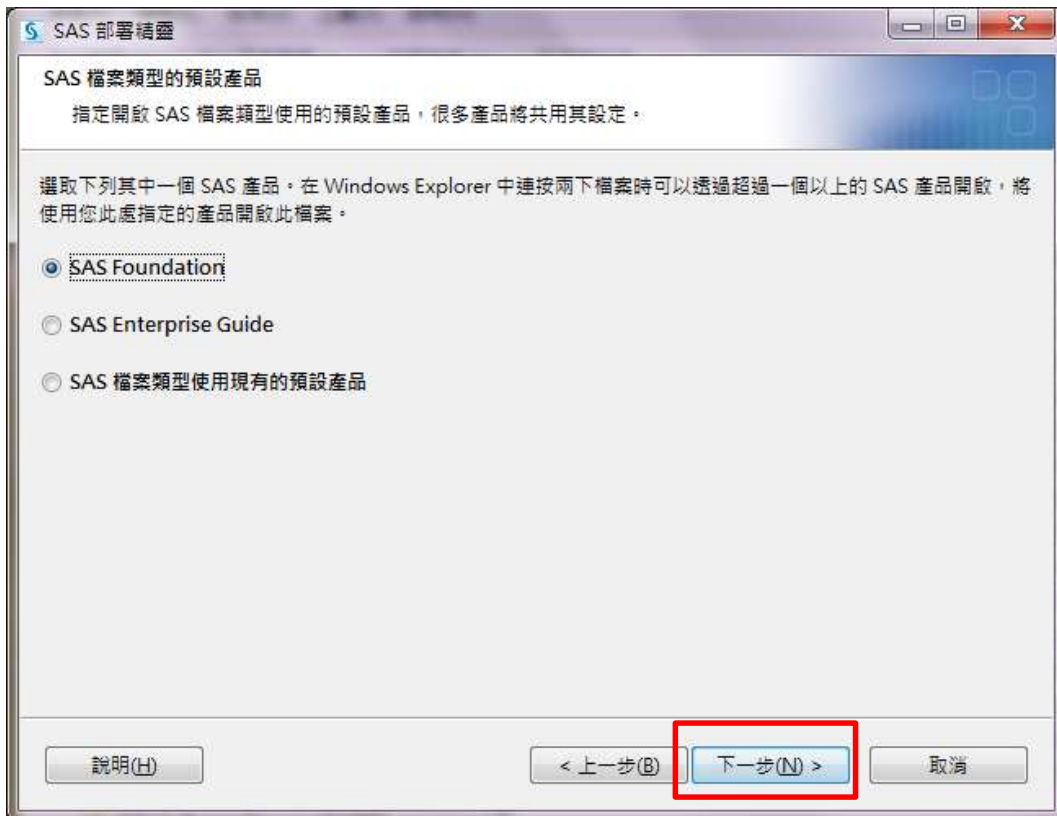 SAS 部署精靈
SAS 檔案類型的預設產品
指定開啟 SAS 檔案類型使用的預設產品，很多產品將共用其設定。
選取下列其中一個 SAS 產品。在 Windows Explorer 中連按兩下檔案時可以透過超過一個以上的 SAS 產品開啟，將
使用您此處指定的產品開啟此檔案。
SAS Foundation
SAS Enterprise Guide
SAS 檔案類型使用現有的預設產品
說明(H)
< 上一步(B)
下一步(N) >
取消